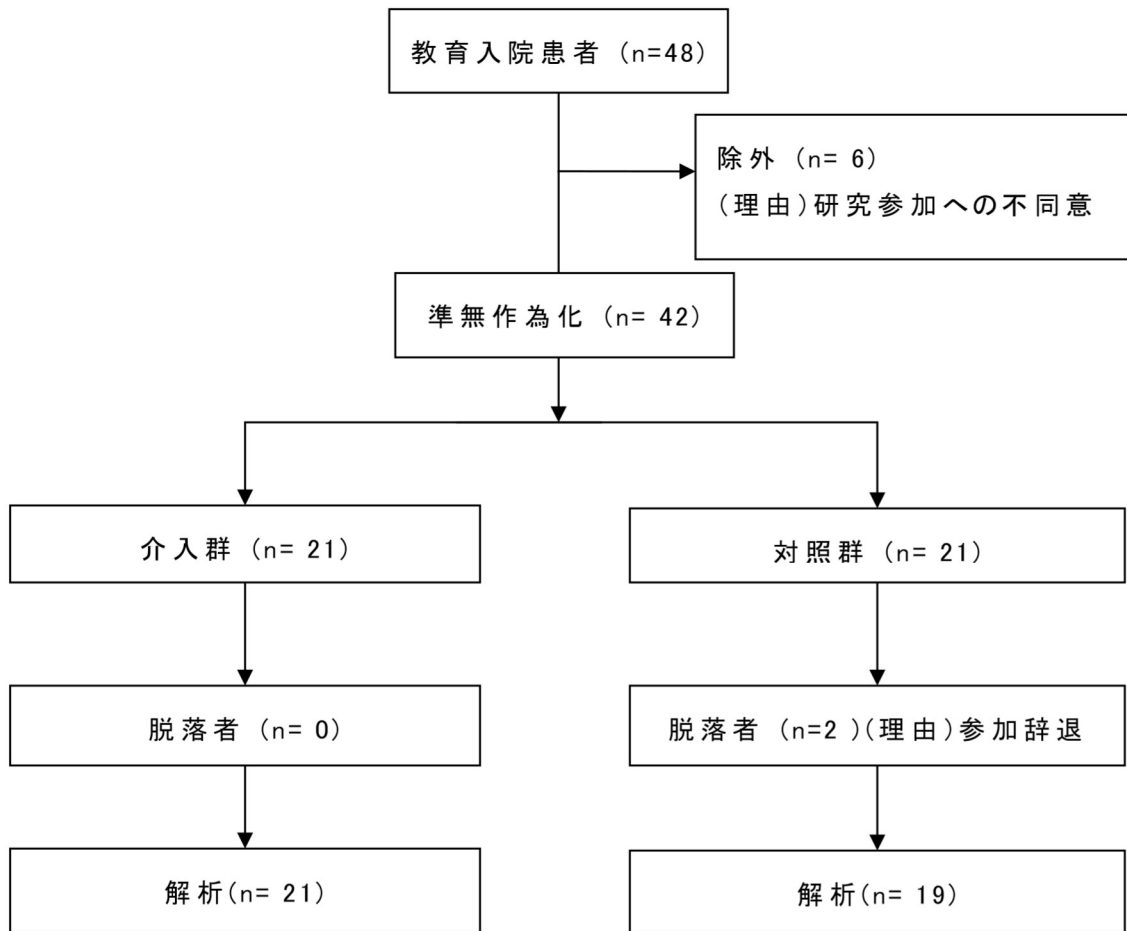 教育入院患者 (n=48)
除外 (n= 6)
(理由)研究参加への不同意
準無作為化 (n= 42)
介入群 (n= 21)
対照群 (n= 21)
脱落者 (n= 0)
脱落者 (n=2 )(理由)参加辞退
解析(n= 21)
解析(n= 19)